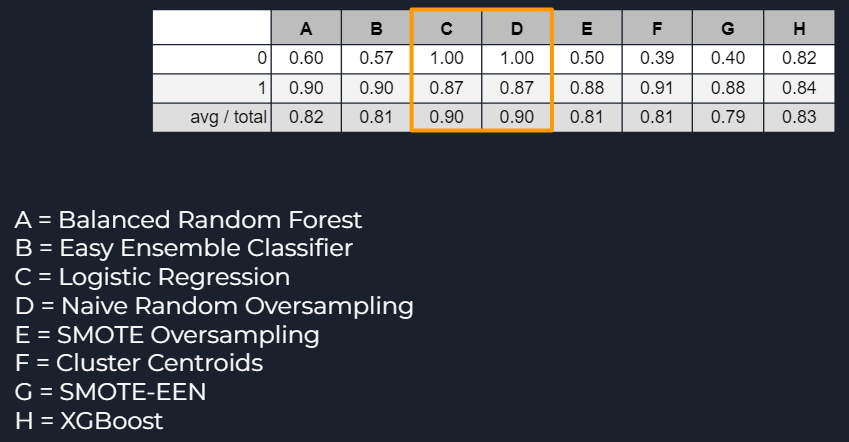 A B C D E F G H
0 0.60 0.57 1.00 1.00 0.50 0.39 0.40 0.82
1 0.90 0.90 0.87 0.87 0.88 0.91 0.88 0.84
avg / total 0.82 0.81 0.90 0.90 0.81 0.81 0.79 0.83
A = Balanced Random Forest
B = Easy Ensemble Classifier
C = Logistic Regression
D = Naive Random Oversampling
E = SMOTE Oversampling
F = Cluster Centroids
G = SMOTE-EEN
H = XGBoost